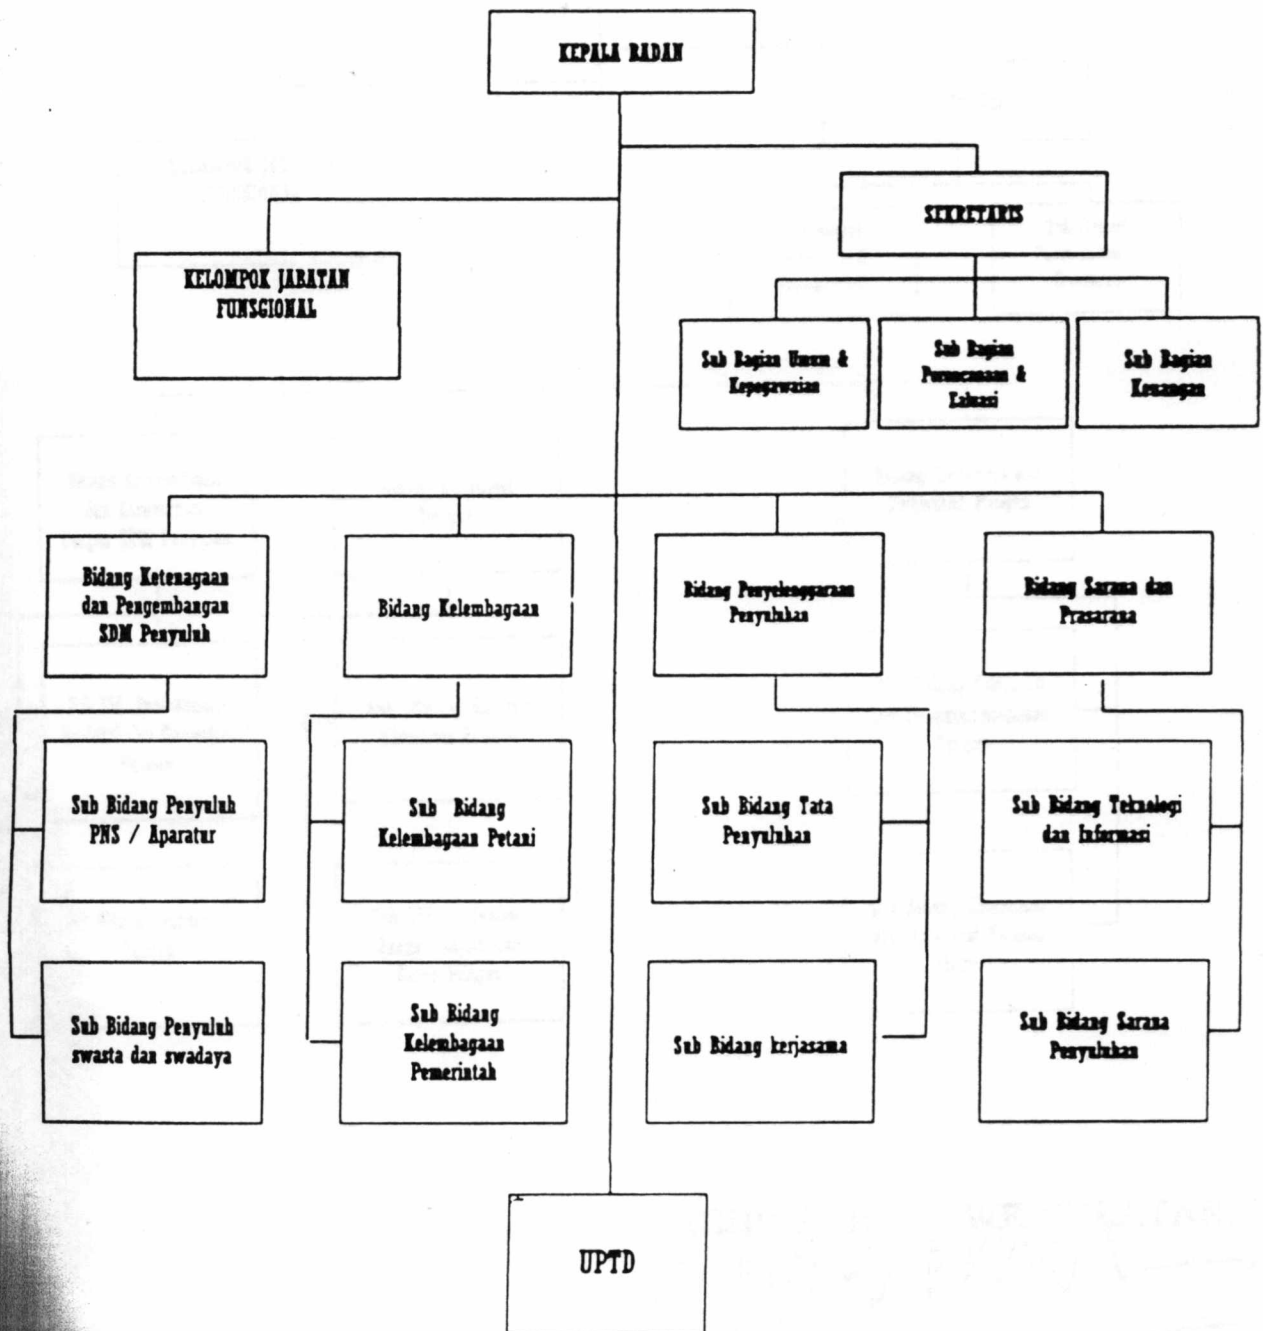 KEPALA BADAN
SEKRETARIS
KELOMPOK JABATAN
FUNSGIONAL
Sub Bagian Umum &
Kepegawaian
Sub Bagian
Perencanaan &
Sub Bagian
Keuangan
Bidang Ketenagaan
dan Pengembangan
SDM Penyuluh
Bidang Kelembagaan
Bidang Penyelenggaraan
Penyuluhan
Bidang Sarana dan
Prasarana
Sub Bidang Penyuluh
PNS / Aparatur
Sub Bidang
Kelembagaan Petani
Sub Bidang Tata
Penyuluhan
Sub Bidang Teknologi
dan Informasi
Sub Bidang Penyuluh
swasta dan swadaya
Sub Bidang
Kelembagaan
Pemerintah
Sub Bidang kerjasama
Sub Bidang Sarana
Penyuluhan
UPTD